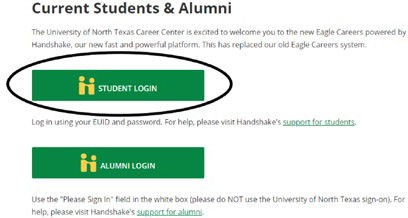 Current Students & Alumni
The University of North Texas Career Center is excited to welcome you to the new Eagle Careers powered by
Handshake, our new fast and powerful platform. This has replaced our old Eagle Careers system.
STUDENT LOGIN
Log in using your EUID and password. For help, please visit Handshake's support for students.
ALUMNI LOGIN
Use the "Please Sign In" field in the white box (please do NOT use the University of North Texas sign-on). For
help, please visit Handshake's support for alumni.